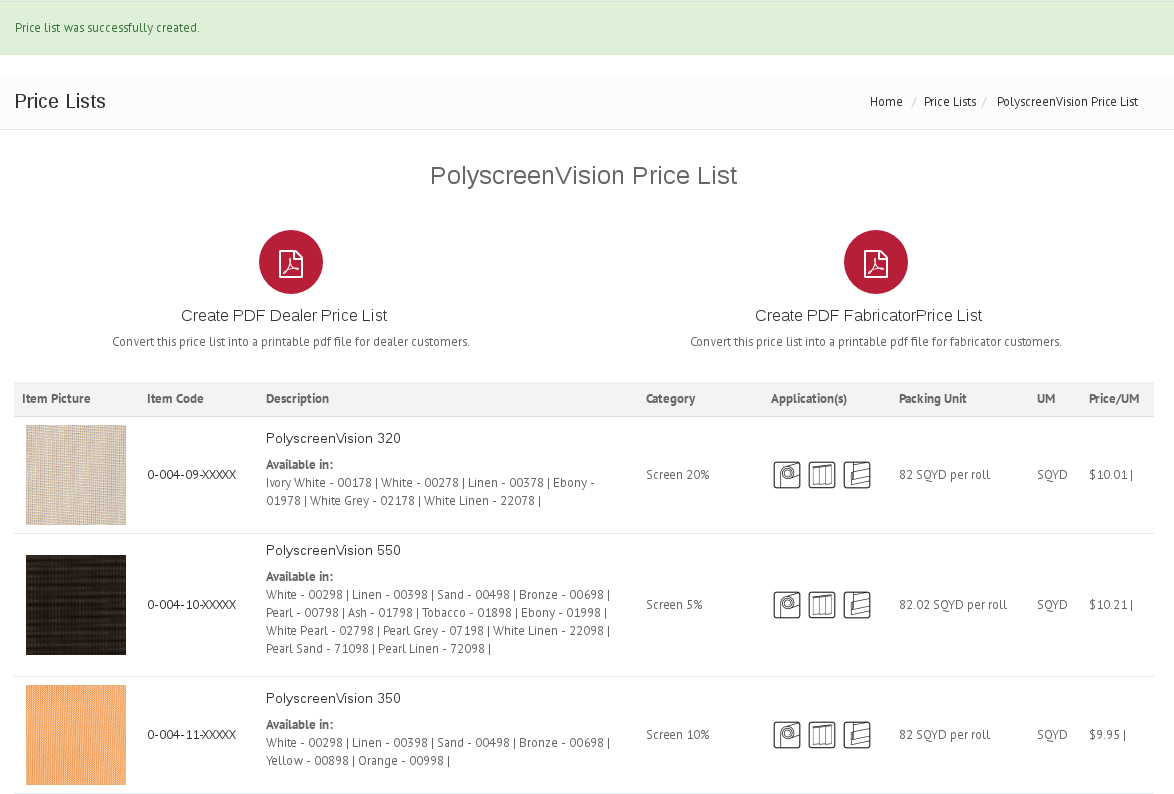 Price list was successfully created.
Price Lists
Home / Price Lists / PolyscreenVision Price List
PolyscreenVision Price List
Create PDF Dealer Price List
Convert this price list into a printable pdf file for dealer customers.
Create PDF FabricatorPrice List
Convert this price list into a printable pdf file for fabricator customers.
Item Picture Item Code Description Category Application(s) Packing Unit UM Price/UM
PolyscreenVision 320
Available in:
Ivory White - 00178 | White - 00278 | Linen - 00378 | Ebony -
01978 | White Grey - 02178 | White Linen - 22078 |
0-004-09-XXXXX Screen 20% 82 SQYD per roll SQYD $10.01 |
PolyscreenVision 550
Available in:
White - 00298 | Linen - 00398 | Sand - 00498 | Bronze - 00698 |
Pearl - 00798 | Ash - 01798 | Tobacco - 01898 | Ebony - 01998 |
White Pearl - 02798 | Pearl Grey - 07198 | White Linen - 22098 |
Pearl Sand - 71098 | Pearl Linen - 72098 |
0-004-10-XXXXX Screen 5% 82.02 SQYD per roll SQYD $10.21 |
PolyscreenVision 350
Available in:
White - 00298 | Linen - 00398 | Sand - 00498 | Bronze - 00698 |
Yellow - 00898 | Orange - 00998 |
0-004-11-XXXXX Screen 10% 82 SQYD per roll SQYD $9.95 |